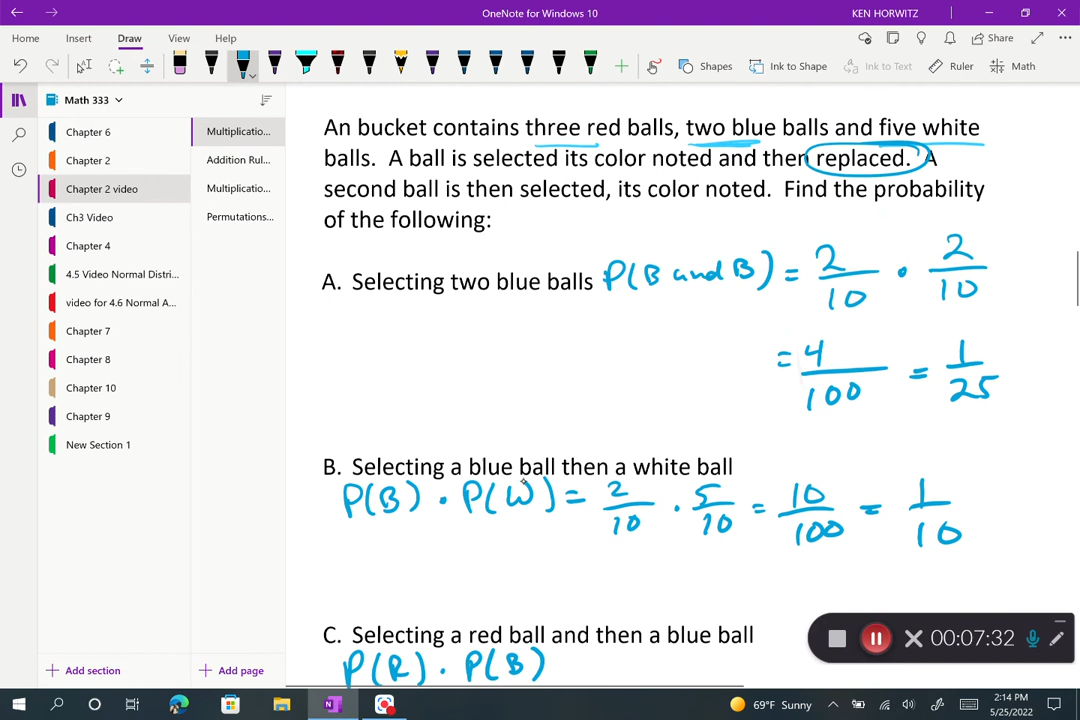 OneNote for Windows 10
KEN HORWITZ
Home Insert Draw View Help
Share
Shapes Ink to Shape Ink to Text Ruler Math
Math 333
Chapter 6
Chapter 2
Chapter 2 video
Ch3 Video
Chapter 4
4.5 Video Normal Distri...
video for 4.6 Normal A...
Chapter 7
Chapter 8
Chapter 10
Chapter 9
New Section 1
Add section
Multiplicatio...
Addition Rul...
Multiplicatio...
Permutations...
Add page
An bucket contains three red balls, two blue balls and five white
balls. A ball is selected its color noted and then replaced. A
second ball is then selected, its color noted. Find the probability
of the following:
A. Selecting two blue balls P(B and B) = 2/10 · 2/10
= 4/100 = 1/25
B. Selecting a blue ball then a white ball
P(B) · P(W) = 2/10 · 5/10 = 10/100 = 1/10
C. Selecting a red ball and then a blue ball
P(R) · P(B)
00:07:32
69°F Sunny
2:14 PM
5/25/2022